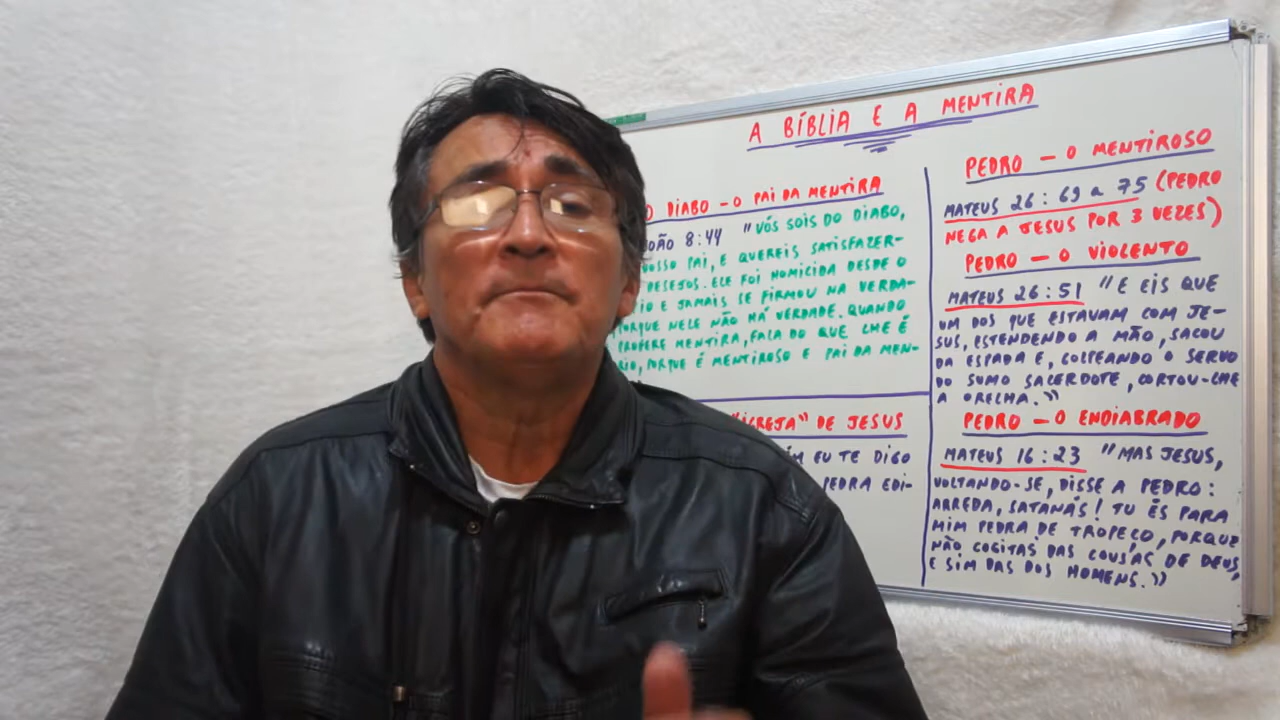 A BÍBLIA E A MENTIRA
O DIABO - O PAI DA MENTIRA
JOÃO 8:44 "VÓS SOIS DO DIABO,
VOSSO PAI, E QUEREIS SATISFAZER-
DESEJOS. ELE FOI HOMICIDA DESDE O
E JAMAIS SE FIRMOU NA VERDA-
PORQUE NELE NÃO HÁ VERDADE. QUANDO
PROFERE MENTIRA, FALA DO QUE LHE É
PORQUE É MENTIROSO E PAI DA MEN-
"IGREJA" DE JESUS
EU TE DIGO
PEDRA EDI-
PEDRO - O MENTIROSO
MATEUS 26:69 a 75 (PEDRO
NEGA A JESUS POR 3 VEZES)
PEDRO - O VIOLENTO
MATEUS 26:51 "E EIS QUE
UM DOS QUE ESTAVAM COM JE-
SUS, ESTENDENDO A MÃO, SACOU
DA ESPADA E, GOLPEANDO O SERVO
DO SUMO SACERDOTE, CORTOU-LHE
A ORELHA."
PEDRO - O ENDIABRADO
MATEUS 16:23 "MAS JESUS,
VOLTANDO-SE, DISSE A PEDRO:
ARREDA, SATANÁS! TU ÉS PARA
MIM PEDRA DE TROPEÇO, PORQUE
NÃO COGITAS DAS COUSAS DE DEUS,
E SIM DAS DOS HOMENS."